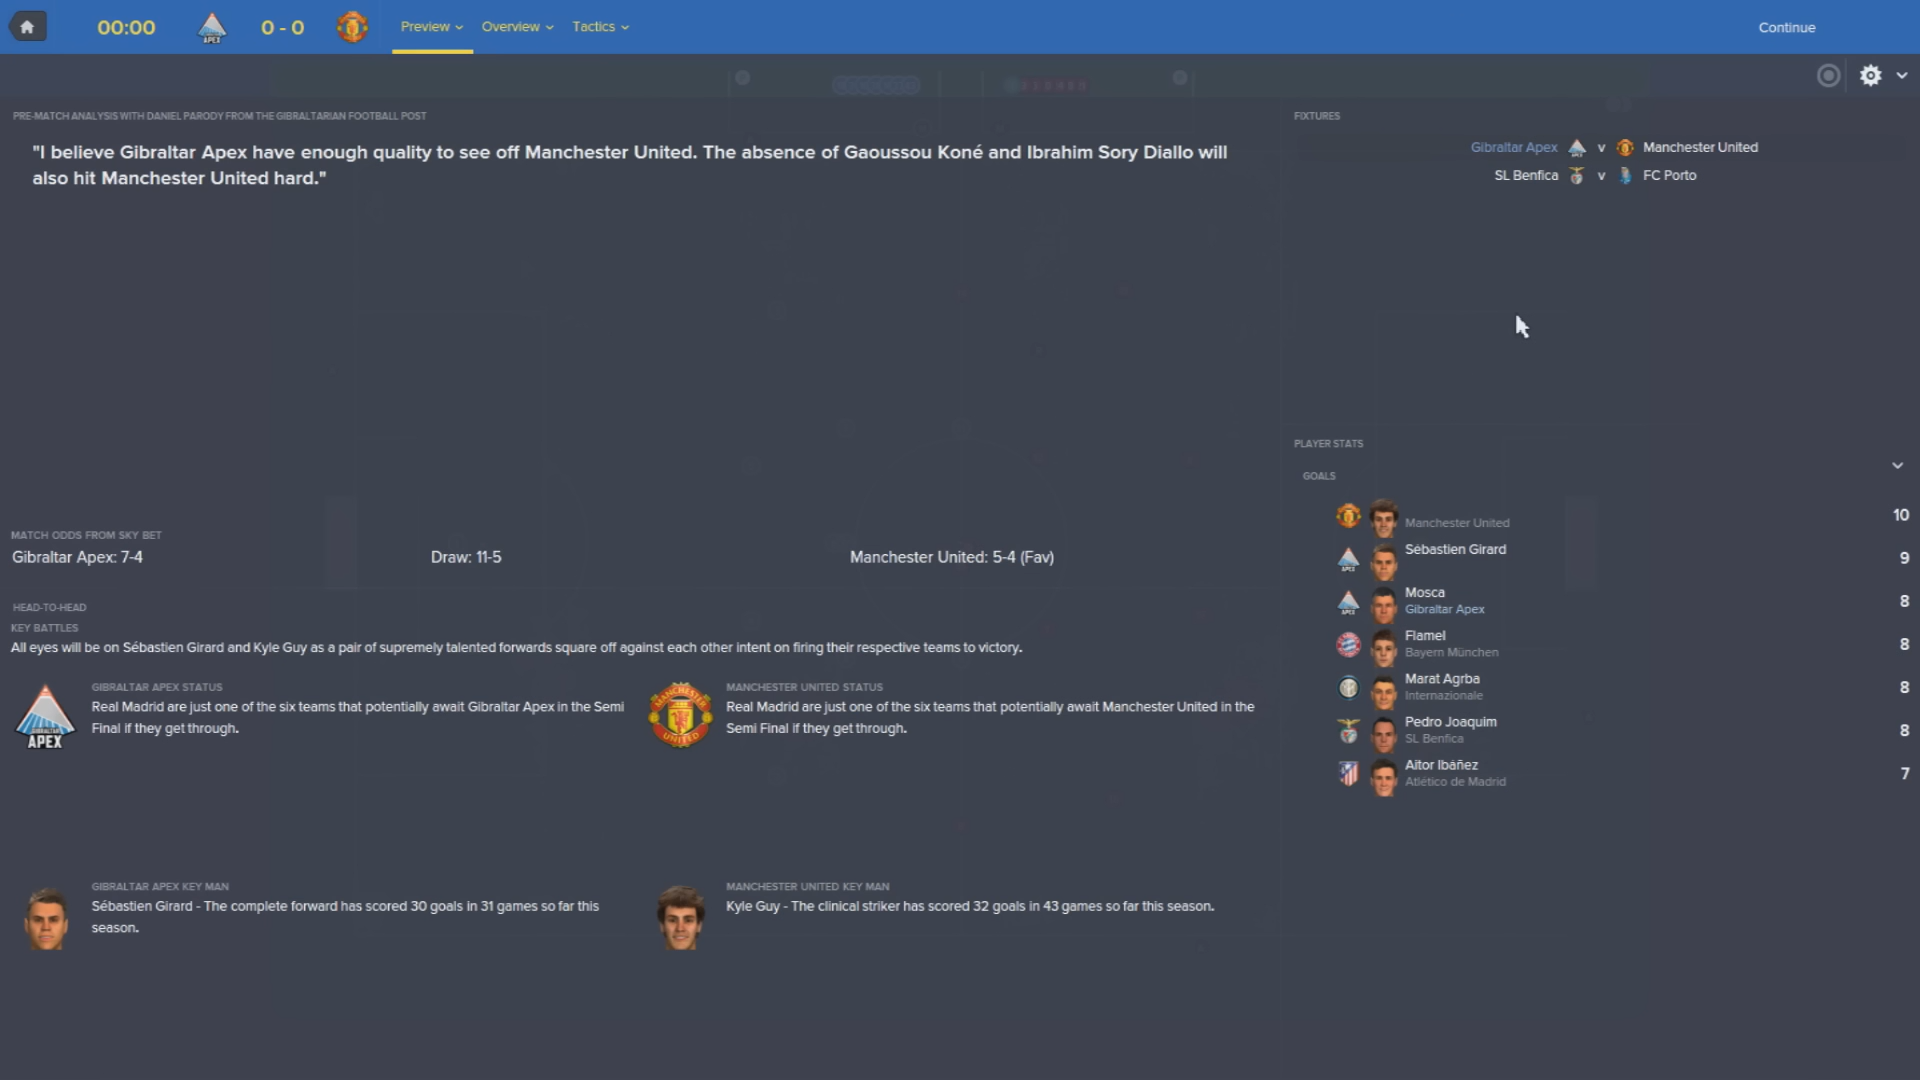 00:00
APEX
0 - 0
Preview
Overview
Tactics
Continue
PRE-MATCH ANALYSIS WITH DANIEL PARODY FROM THE GIBRALTARIAN FOOTBALL POST
"I believe Gibraltar Apex have enough quality to see off Manchester United. The absence of Gaoussou Koné and Ibrahim Sory Diallo will
also hit Manchester United hard."
FIXTURES
Gibraltar Apex v Manchester United
SL Benfica v FC Porto
PLAYER STATS
GOALS
Manchester United 10
Sébastien Girard 9
Mosca
Gibraltar Apex 8
Flamel
Bayern München 8
Marat Agrba
Internazionale 8
Pedro Joaquim
SL Benfica 8
Aitor Ibáñez
Atlético de Madrid 7
MATCH ODDS FROM SKY BET
Gibraltar Apex: 7-4
Draw: 11-5
Manchester United: 5-4 (Fav)
HEAD-TO-HEAD
KEY BATTLES
All eyes will be on Sébastien Girard and Kyle Guy as a pair of supremely talented forwards square off against each other intent on firing their respective teams to victory.
GIBRALTAR APEX STATUS
Real Madrid are just one of the six teams that potentially await Gibraltar Apex in the Semi
Final if they get through.
GIBRALTAR
APEX
MANCHESTER UNITED STATUS
Real Madrid are just one of the six teams that potentially await Manchester United in the
Semi Final if they get through.
MANCHESTER
UNITED
GIBRALTAR APEX KEY MAN
Sébastien Girard - The complete forward has scored 30 goals in 31 games so far this
season.
MANCHESTER UNITED KEY MAN
Kyle Guy - The clinical striker has scored 32 goals in 43 games so far this season.